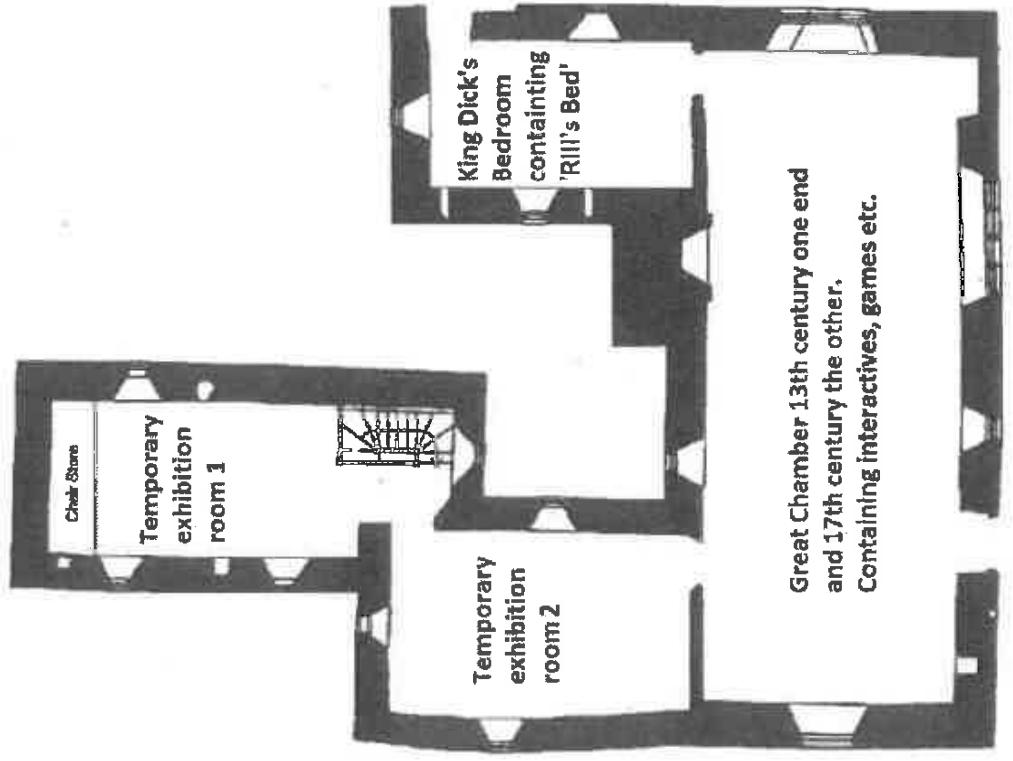 Chair Store
Temporary
exhibition
room 1
Temporary
exhibition
room 2
King Dick's
Bedroom
containting
'RIII's Bed'
Great Chamber 13th century one end
and 17th century the other.
Containing interactives, games etc.